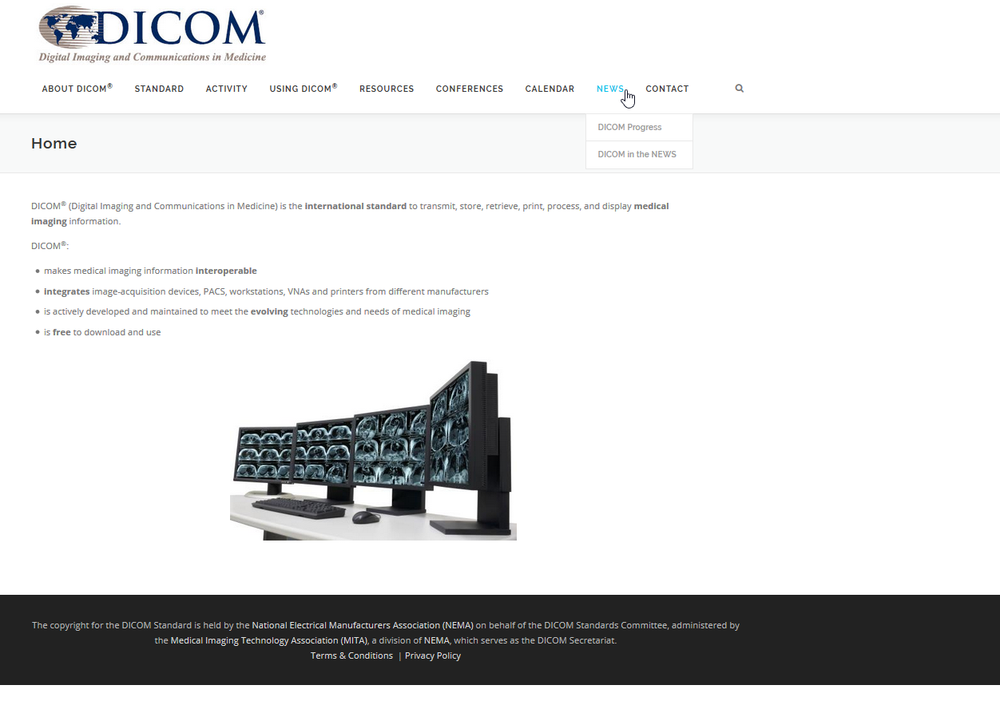 DICOM®
Digital Imaging and Communications in Medicine
ABOUT DICOM® STANDARD ACTIVITY USING DICOM® RESOURCES CONFERENCES CALENDAR NEWS CONTACT
DICOM Progress
DICOM in the NEWS
Home
DICOM® (Digital Imaging and Communications in Medicine) is the international standard to transmit, store, retrieve, print, process, and display medical
imaging information.
DICOM®:
• makes medical imaging information interoperable
• integrates image-acquisition devices, PACS, workstations, VNAs and printers from different manufacturers
• is actively developed and maintained to meet the evolving technologies and needs of medical imaging
• is free to download and use
The copyright for the DICOM Standard is held by the National Electrical Manufacturers Association (NEMA) on behalf of the DICOM Standards Committee, administered by
the Medical Imaging Technology Association (MITA), a division of NEMA, which serves as the DICOM Secretariat.
Terms & Conditions | Privacy Policy